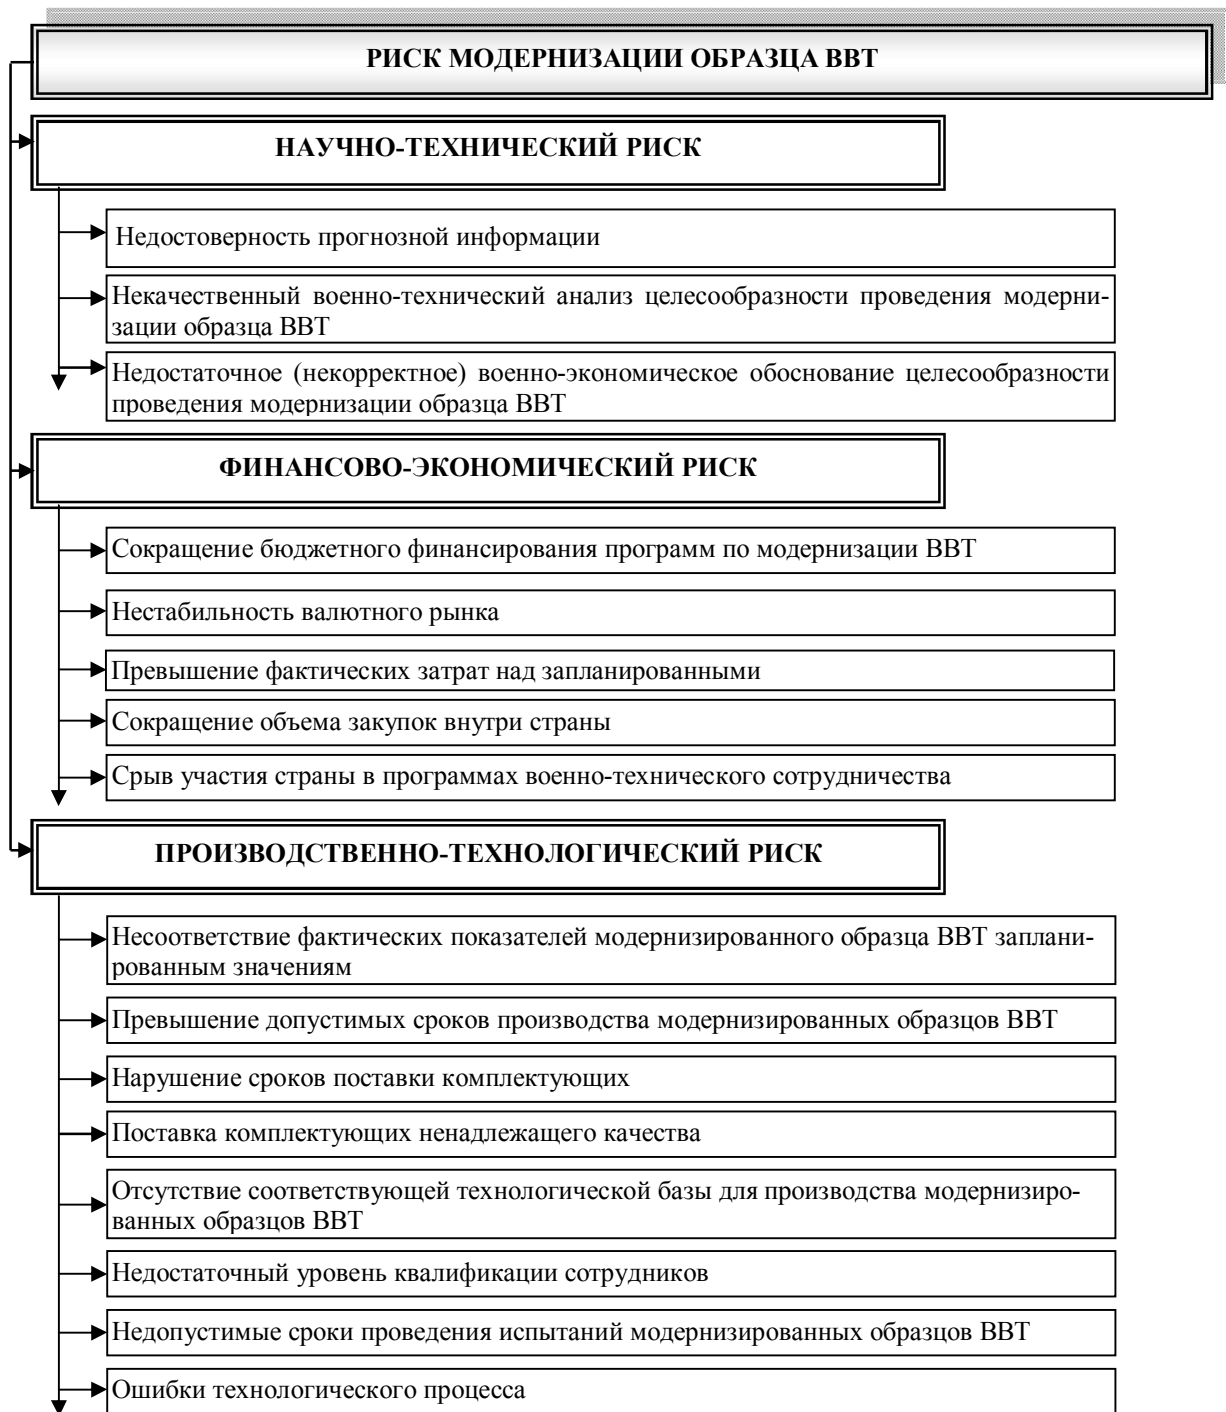 РИСК МОДЕРНИЗАЦИИ ОБРАЗЦА ВВТ
НАУЧНО-ТЕХНИЧЕСКИЙ РИСК
Недостоверность прогнозной информации
Некачественный военно-технический анализ целесообразности проведения модерни-
зации образца ВВТ
Недостаточное (некорректное) военно-экономическое обоснование целесообразности
проведения модернизации образца ВВТ
ФИНАНСОВО-ЭКОНОМИЧЕСКИЙ РИСК
Сокращение бюджетного финансирования программ по модернизации ВВТ
Нестабильность валютного рынка
Превышение фактических затрат над запланированными
Сокращение объема закупок внутри страны
Срыв участия страны в программах военно-технического сотрудничества
ПРОИЗВОДСТВЕННО-ТЕХНОЛОГИЧЕСКИЙ РИСК
Несоответствие фактических показателей модернизированного образца ВВТ заплани-
рованным значениям
Превышение допустимых сроков производства модернизированных образцов ВВТ
Нарушение сроков поставки комплектующих
Поставка комплектующих ненадлежащего качества
Отсутствие соответствующей технологической базы для производства модернизиро-
ванных образцов ВВТ
Недостаточный уровень квалификации сотрудников
Недопустимые сроки проведения испытаний модернизированных образцов ВВТ
Ошибки технологического процесса